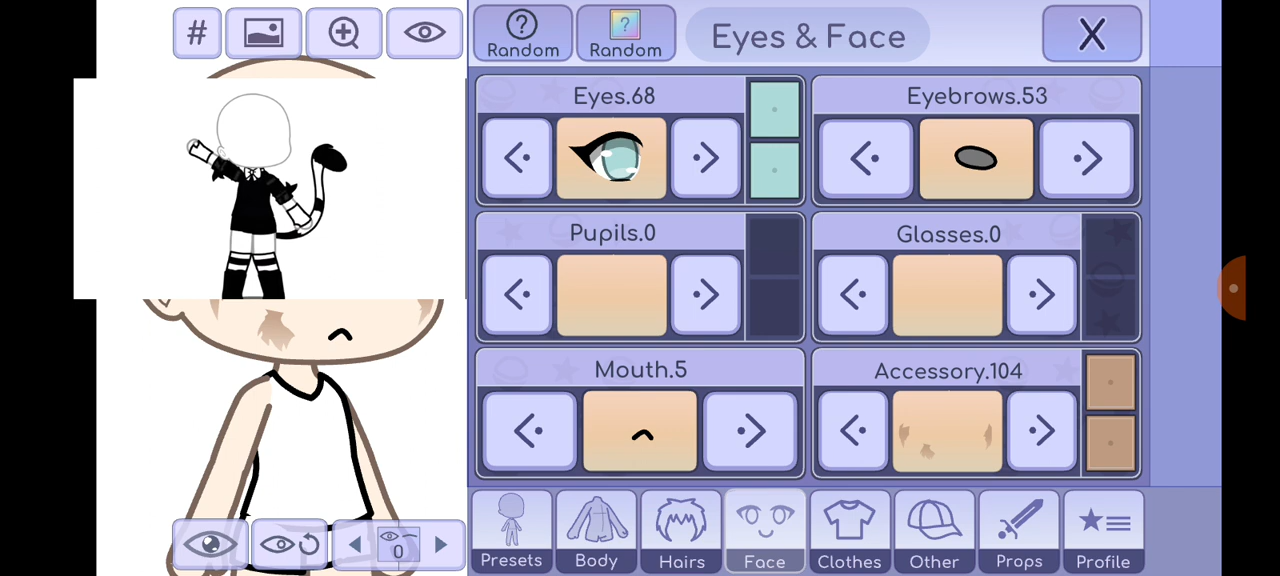 #
? Random
? Random
Eyes & Face
X
Eyes.68
Eyebrows.53
Pupils.0
Glasses.0
Mouth.5
Accessory.104
0
Presets
Body
Hairs
Face
Clothes
Other
Props
Profile